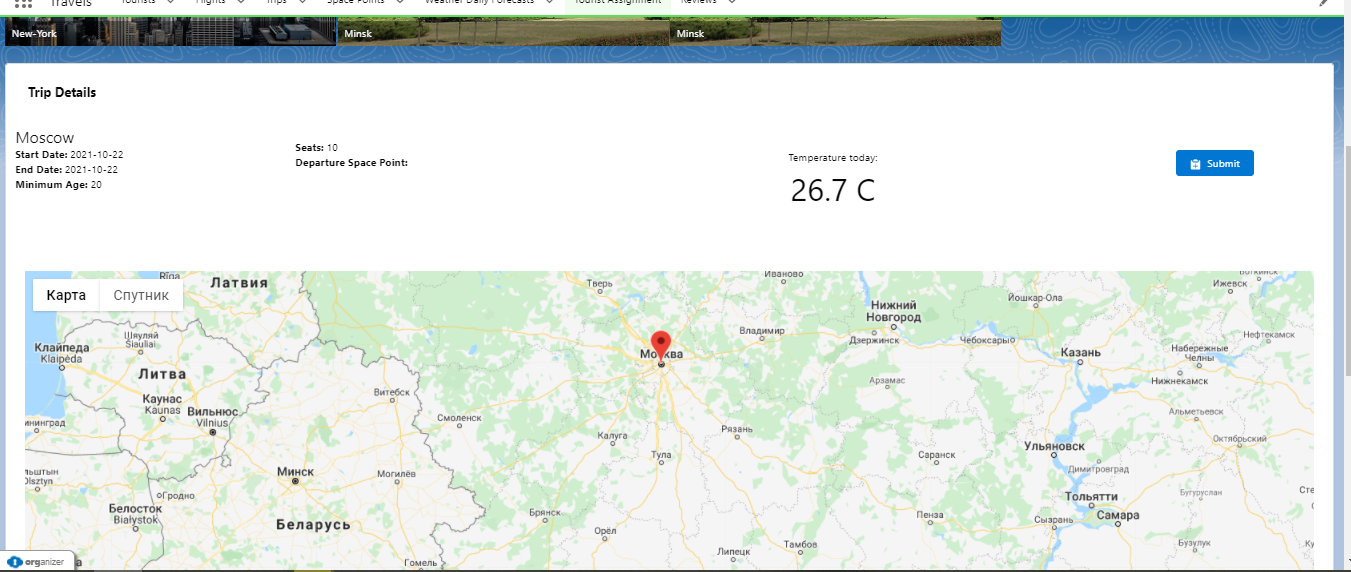 Travels Tourists Flights Trips Space Points Weather Daily Forecasts Tourist Assignment Reviews
New-York Minsk Minsk
Trip Details
Moscow
Start Date: 2021-10-22
End Date: 2021-10-22
Minimum Age: 20
Seats: 10
Departure Space Point:
Temperature today:
26.7 C
Submit
Карта Спутник
Rīga
Латвия
Тверь
Иваново
Ижевск
Йошкар-Ола
Нижний
Новгород
Клайпеда
Klaipėda
Шяуляй
Šiauliai
Москва
Владимир
Дзержинск
Чебоксары
Казань
Набережные
Челны
Нефтекамск
Нижнекамск
Литва
Каунас
Kaunas
Вильнюс
Vilnius
Витебск
Смоленск
Калуга
Рязань
Арзамас
Альметьевск
Октябрьский
Ульяновск
Саранск
Димитровград
Olsztyn
Минск
Могилёв
Тула
Гродно
Белосток
Białystok
Беларусь
Брянск
Орёл
Липецк
Тамбов
Пенза
Тольятти
Самара
Сызрань
Бугуруслан
Бузулук
Гомель
organizer